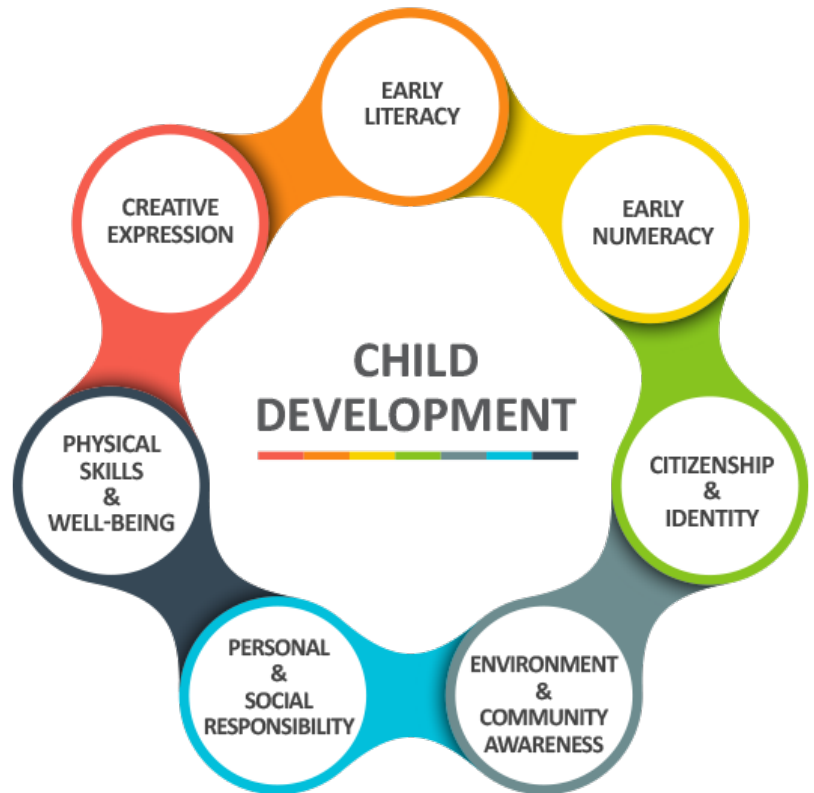 EARLY
LITERACY
EARLY
NUMERACY
CITIZENSHIP
&
IDENTITY
ENVIRONMENT
&
COMMUNITY
AWARENESS
PERSONAL
&
SOCIAL
RESPONSIBILITY
PHYSICAL
SKILLS
&
WELL-BEING
CREATIVE
EXPRESSION
CHILD
DEVELOPMENT